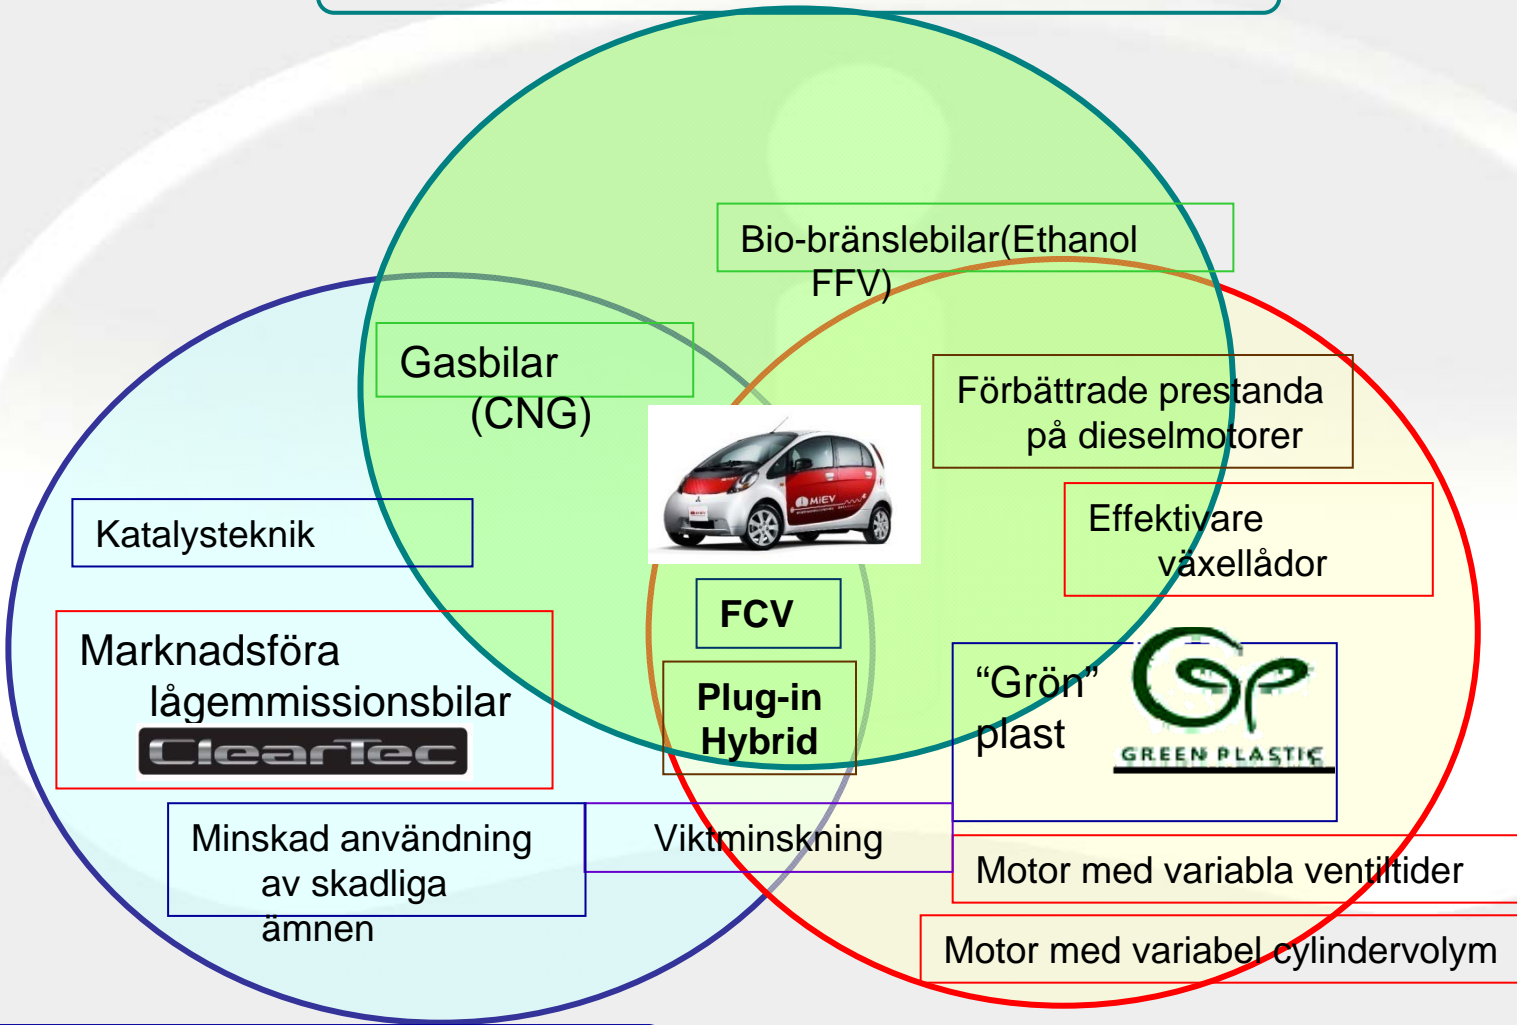 Bio-bränslebilar(Ethanol
FFV)
Gasbilar
(CNG)
Förbättrade prestanda
på dieselmotorer
MiEV
Katalysteknik
Effektivare
växellådor
FCV
Marknadsföra
lågemmissionsbilar
ClearTec
Plug-in
Hybrid
“Grön”
plast
GP
GREEN PLASTIC
Minskad användning
av skadliga
ämnen
Viktminskning
Motor med variabla ventiltider
Motor med variabel cylindervolym